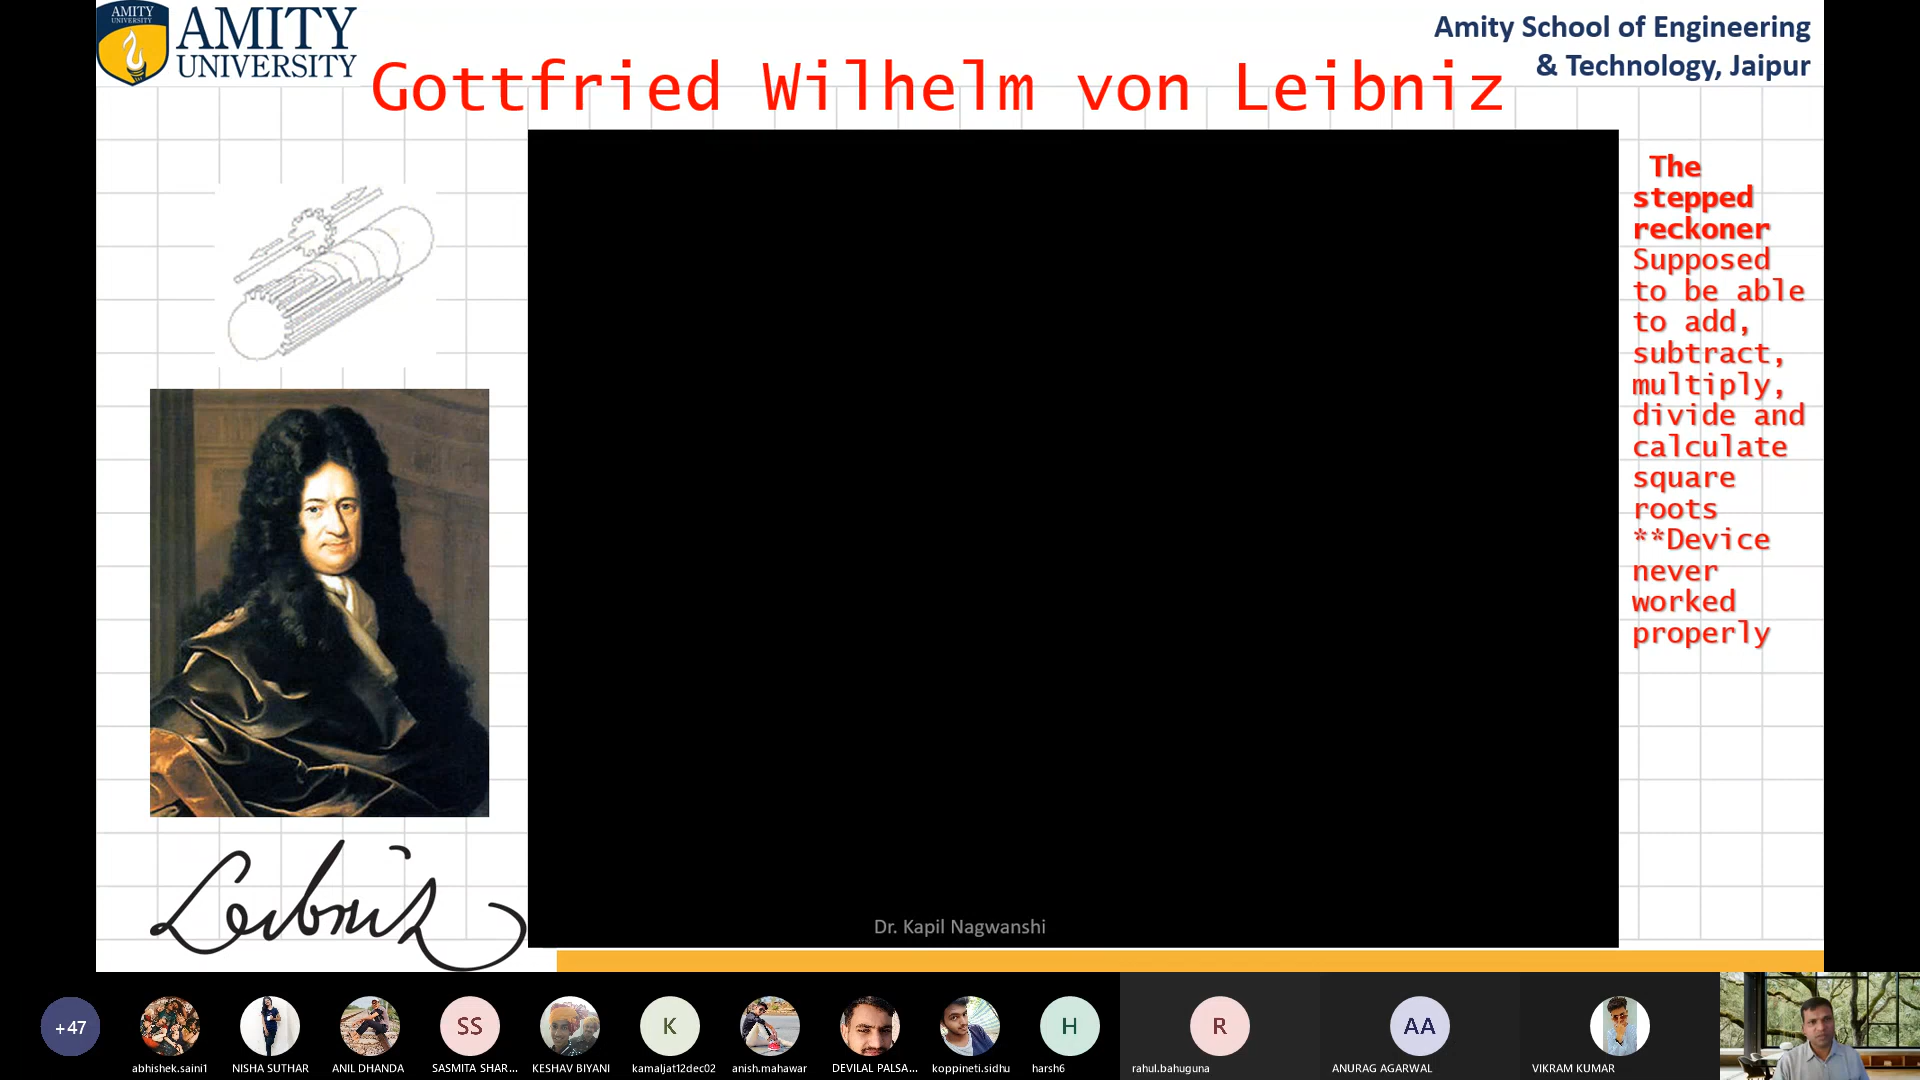 AMITY
UNIVERSITY
AMITY
UNIVERSITY
Amity School of Engineering
& Technology, Jaipur
Gottfried Wilhelm von Leibniz
The
stepped
reckoner
Supposed
to be able
to add,
subtract,
multiply,
divide and
calculate
square
roots
**Device
never
worked
properly
Leibniz
Dr. Kapil Nagwanshi
+47
abhishek.saini1
NISHA SUTHAR
ANIL DHANDA
SS
SASMITA SHAR...
KESHAV BIYANI
K
kamaljat12dec02
anish.mahawar
DEVILAL PALSA...
koppineti.sidhu
H
harsh6
R
rahul.bahuguna
AA
ANURAG AGARWAL
VIKRAM KUMAR